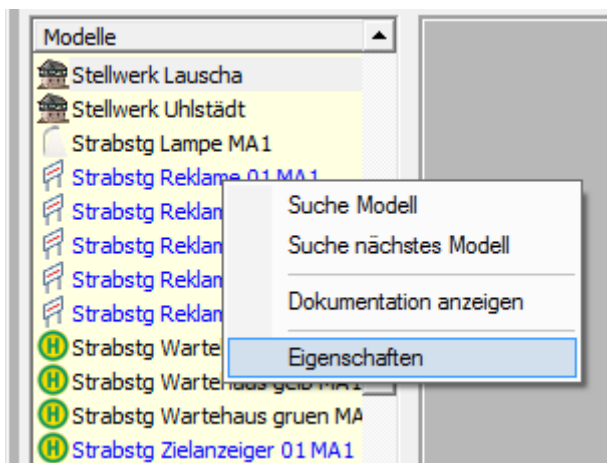 Modelle
Stellwerk Lauscha
Stellwerk Uhlstädt
Strabstg Lampe MA1
Strabstg Reklame 01 MA1
Strabstg Reklam
Strabstg Reklam
Strabstg Reklam
Strabstg Reklam
Strabstg Warte
Strabstg Wartehaus gelb MA1
Strabstg Wartehaus gruen MA
Strabstg Zielanzeiger 01 MA1
Suche Modell
Suche nächstes Modell
Dokumentation anzeigen
Eigenschaften